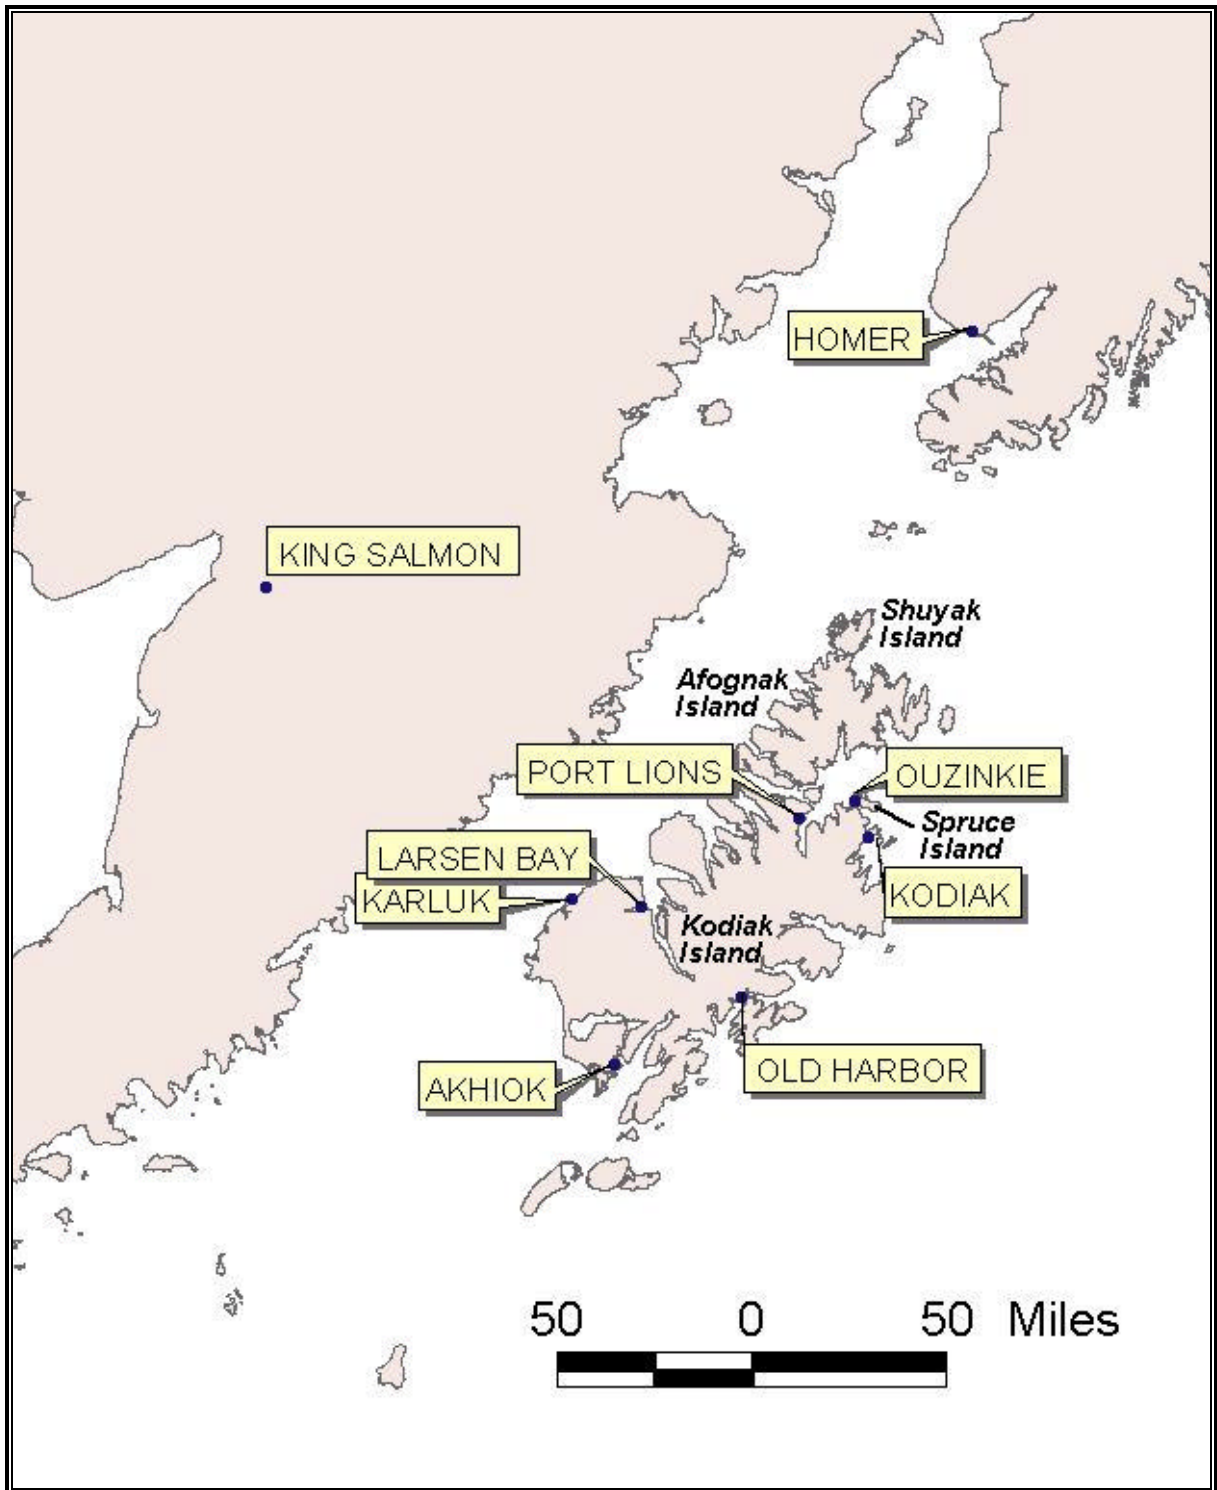 HOMER
KING SALMON
Shuyak
Island
Afognak
Island
PORT LIONS
OUZINKIE
Spruce
Island
LARSEN BAY
KARLUK
KODIAK
Kodiak
Island
OLD HARBOR
AKHIOK
50 0 50 Miles